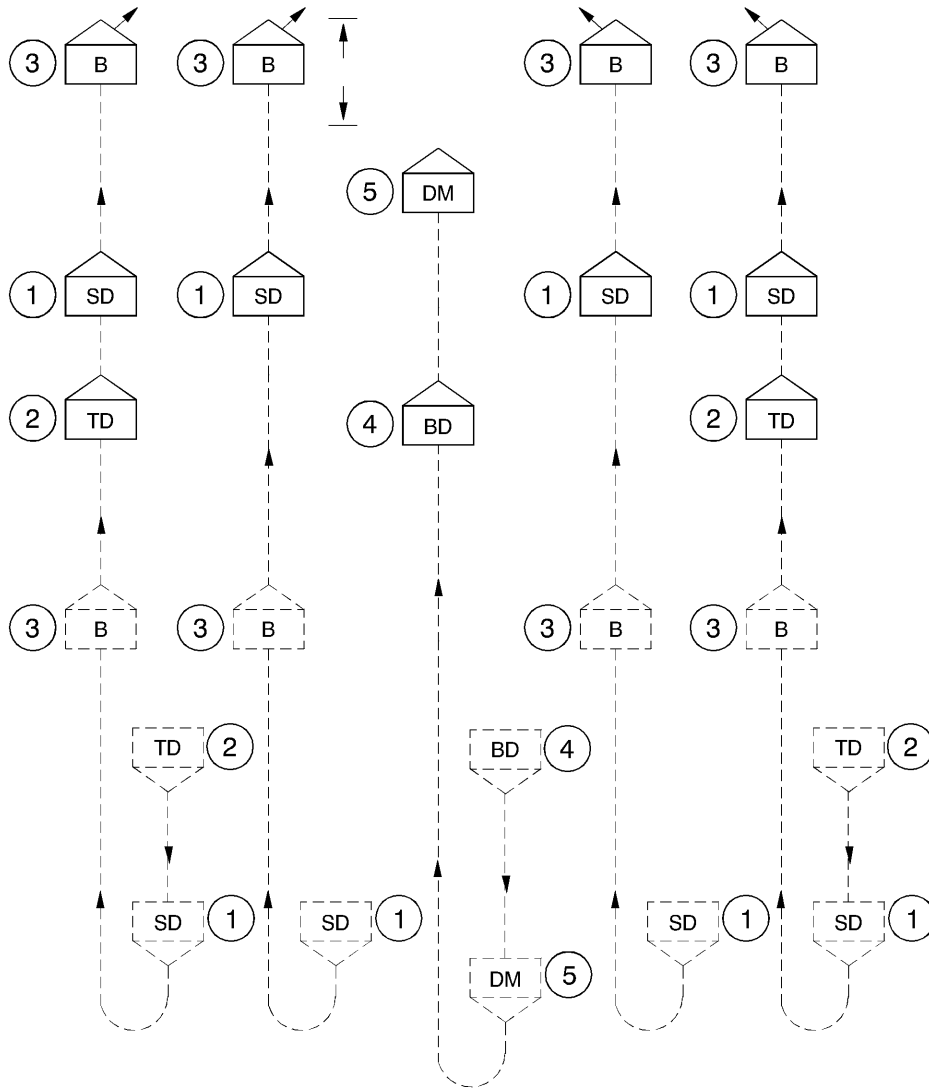 3 B 3 B 3 B 3 B
5 DM
1 SD 1 SD 1 SD 1 SD
2 TD 4 BD 2 TD
3 B 3 B 3 B 3 B
TD 2 BD 4 TD 2
SD 1 SD 1 SD 1 SD 1
DM 5